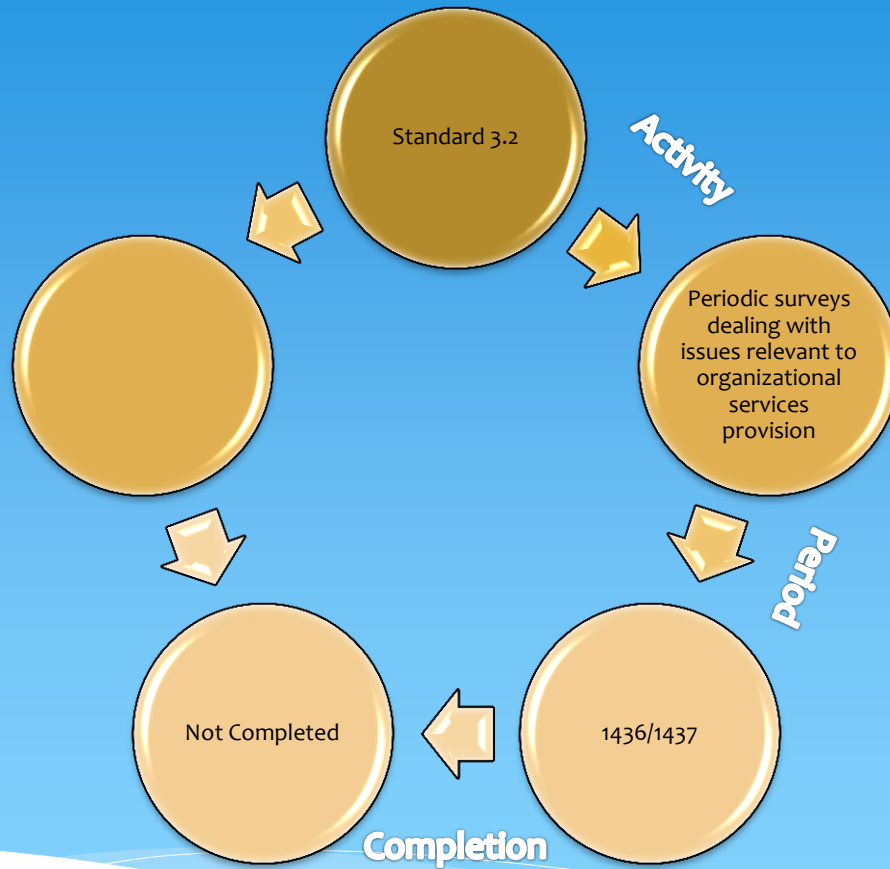 Standard 3.2
Activity
Periodic surveys
dealing with
issues relevant to
organizational
services
provision
Period
1436/1437
Completion
Not Completed